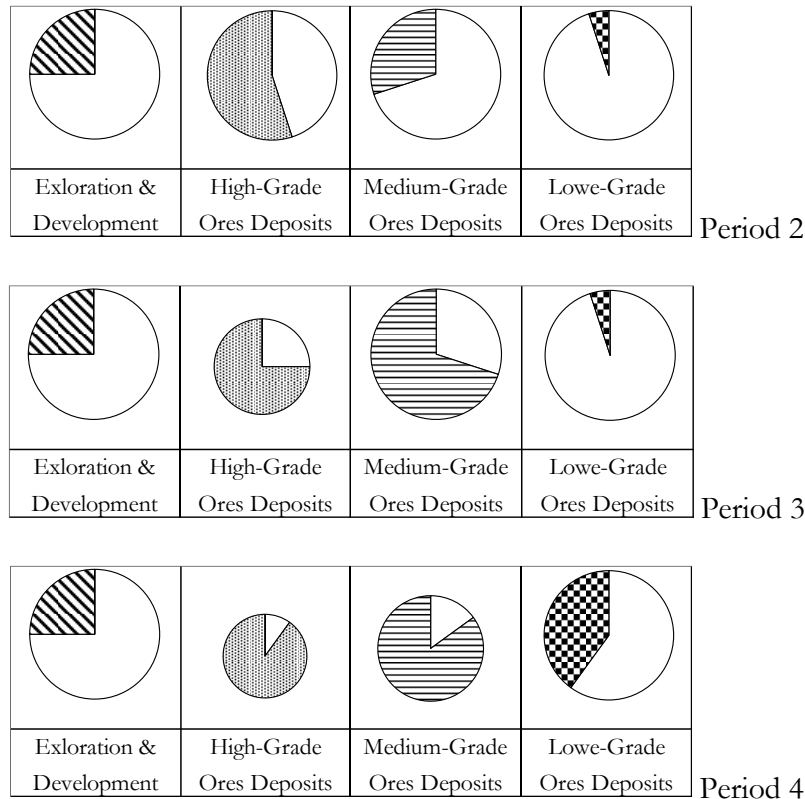 Exloration & Development
High-Grade Ores Deposits
Medium-Grade Ores Deposits
Lowe-Grade Ores Deposits
Period 2
Exloration & Development
High-Grade Ores Deposits
Medium-Grade Ores Deposits
Lowe-Grade Ores Deposits
Period 3
Exloration & Development
High-Grade Ores Deposits
Medium-Grade Ores Deposits
Lowe-Grade Ores Deposits
Period 4